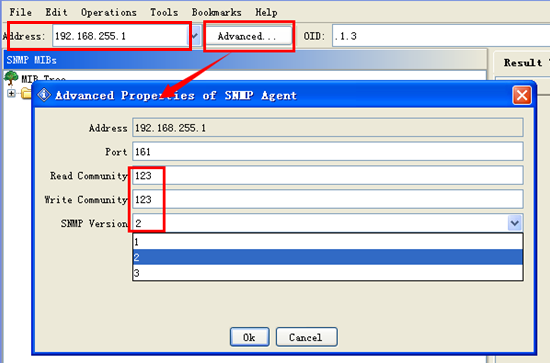 File Edit Operations Tools Bookmarks Help
Address: 192.168.255.1 Advanced... OID: .1.3
SNMP MIBs
Result
MIB Tree
Advanced Properties of SNMP Agent
Address 192.168.255.1
Port 161
Read Community 123
Write Community 123
SNMP Version 2
1
2
3
Ok Cancel